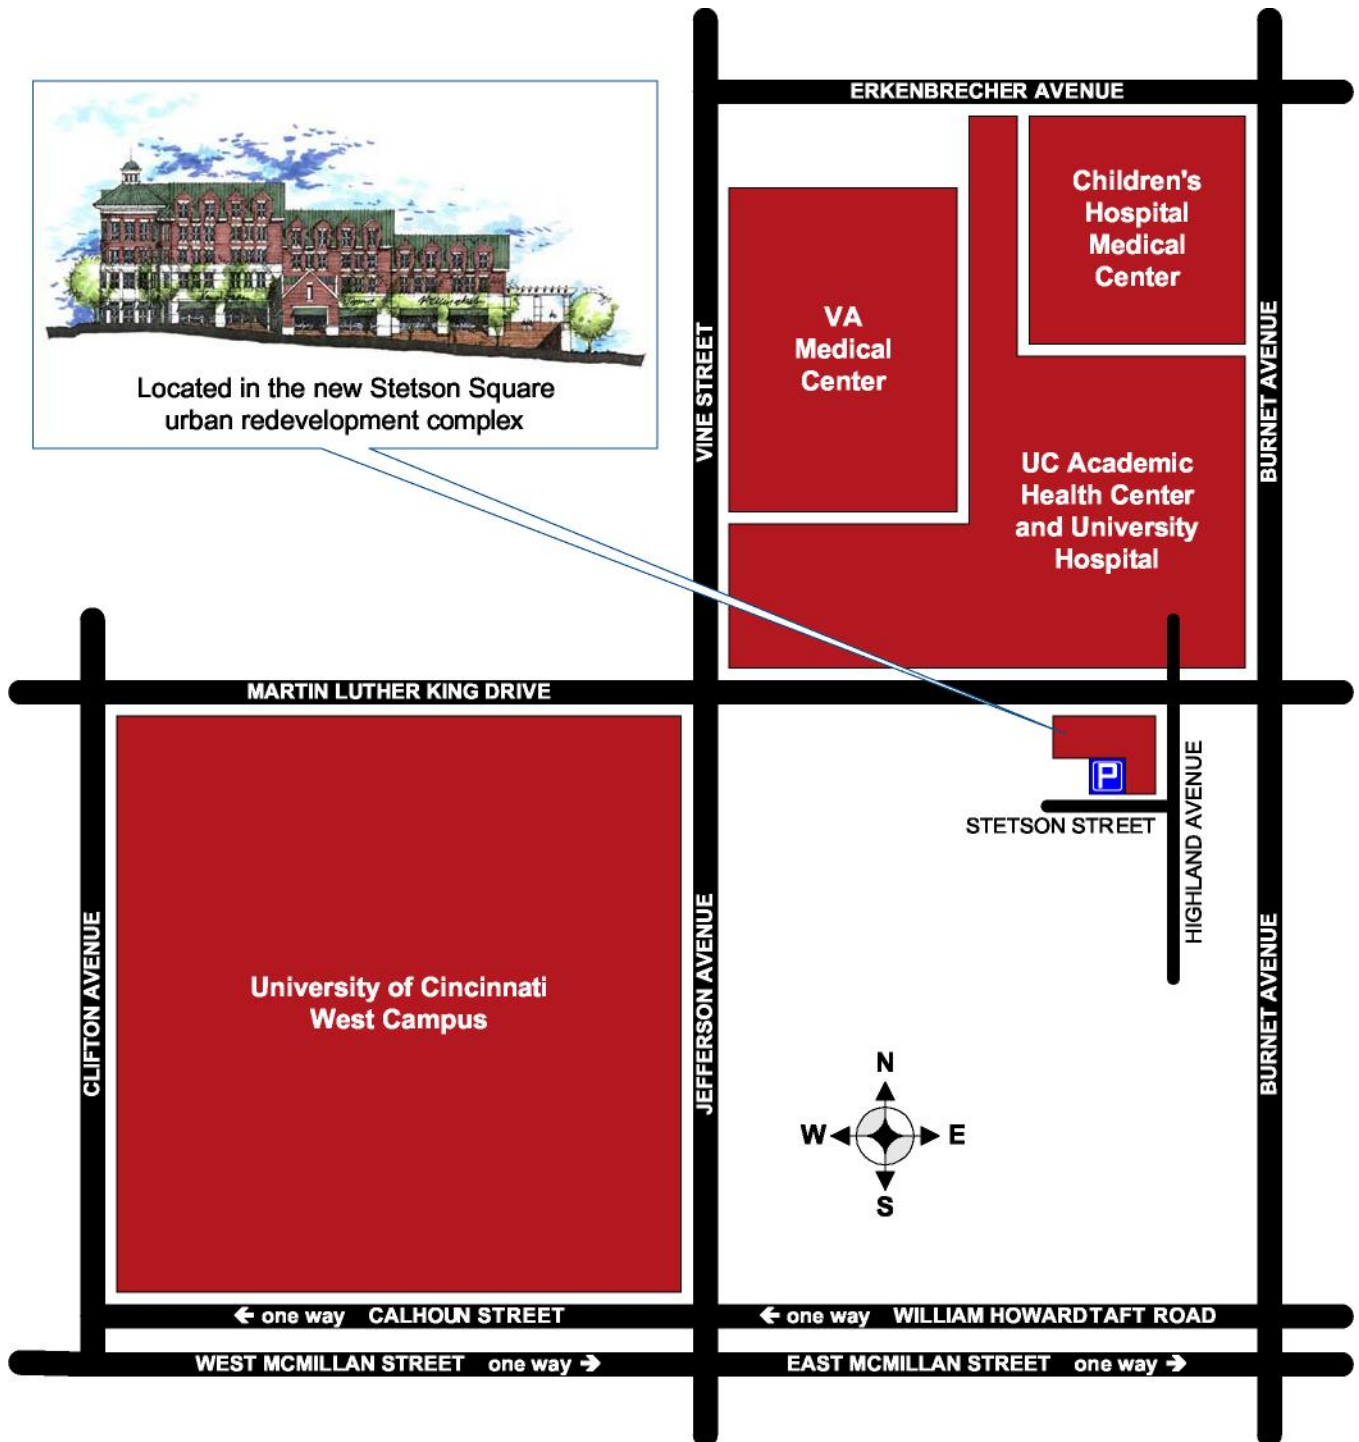 ERKENBRECHER AVENUE
Children's
Hospital
Medical
Center
VA
Medical
Center
VINE STREET
BURNET AVENUE
Located in the new Stetson Square
urban redevelopment complex
UC Academic
Health Center
and University
Hospital
MARTIN LUTHER KING DRIVE
P
STETSON STREET
HIGHLAND AVENUE
CLIFTON AVENUE
University of Cincinnati
West Campus
JEFFERSON AVENUE
BURNET AVENUE
N
W E
S
← one way CALHOUN STREET
← one way WILLIAM HOWARDTAFT ROAD
WEST MCMILLAN STREET one way →
EAST MCMILLAN STREET one way →